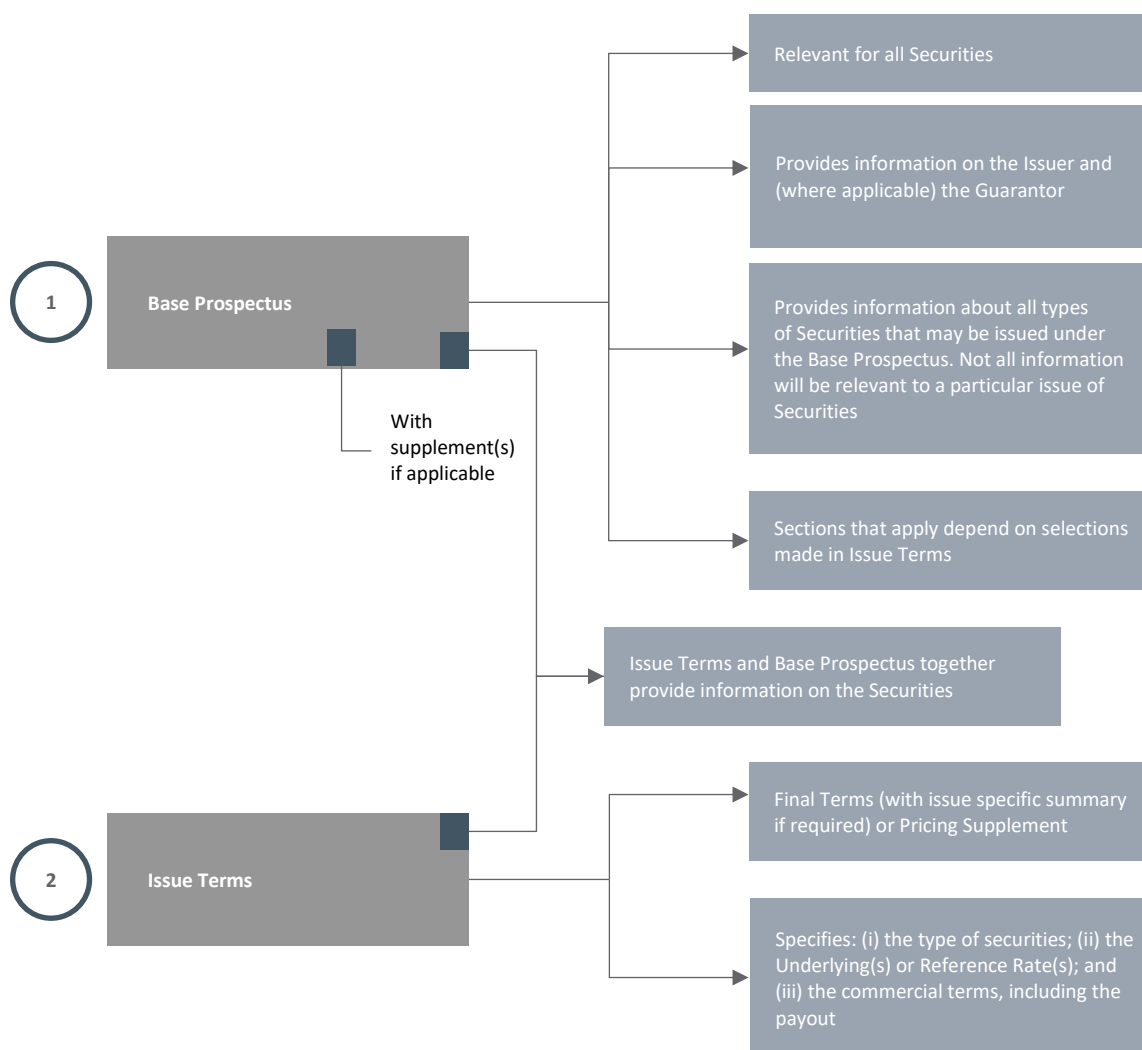 Relevant for all Securities
Provides information on the Issuer and
(where applicable) the Guarantor
1
Base Prospectus
Provides information about all types
of Securities that may be issued under
the Base Prospectus. Not all information
will be relevant to a particular issue of
Securities
With
supplement(s)
if applicable
Sections that apply depend on selections
made in Issue Terms
Issue Terms and Base Prospectus together
provide information on the Securities
2
Issue Terms
Final Terms (with issue specific summary
if required) or Pricing Supplement
Specifies: (i) the type of securities; (ii) the
Underlying(s) or Reference Rate(s); and
(iii) the commercial terms, including the
payout